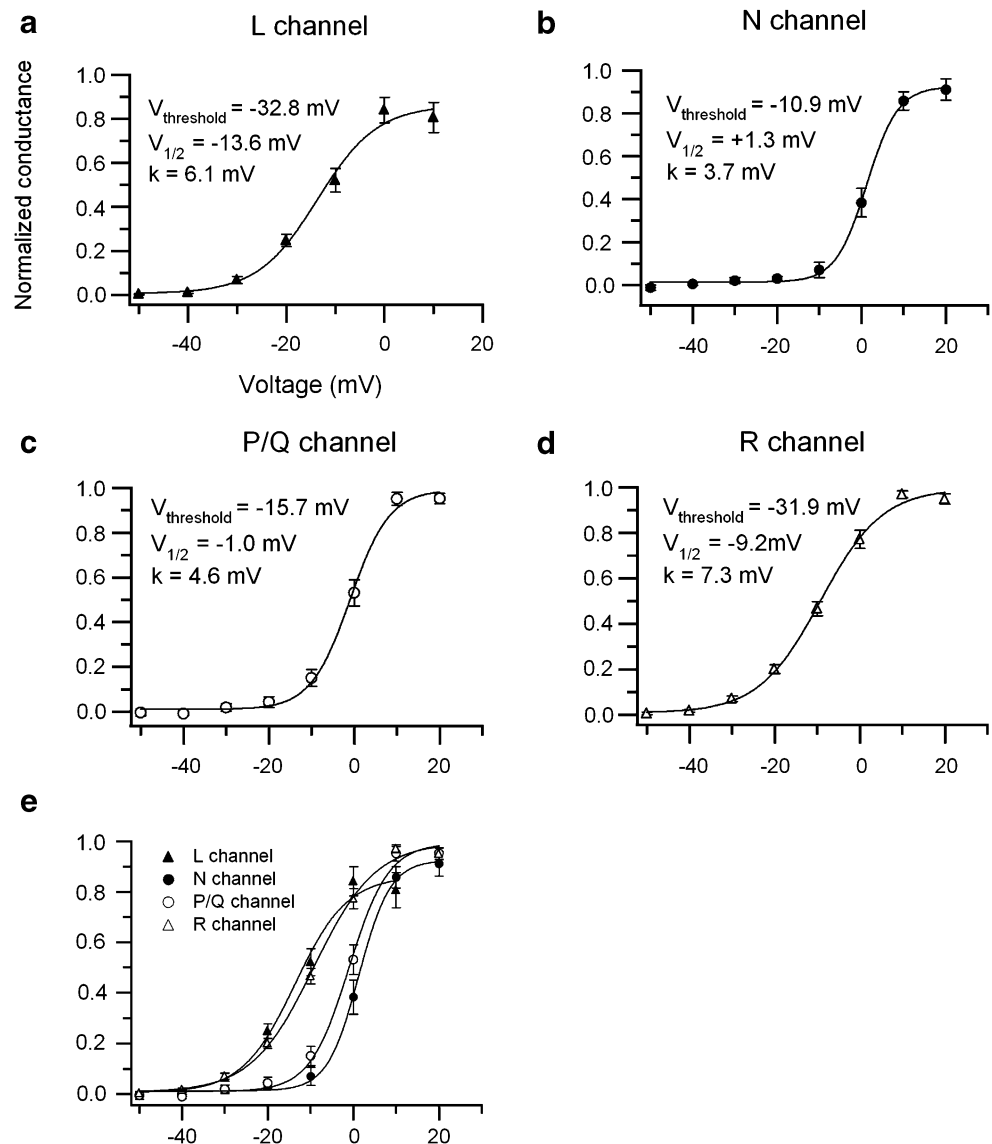 a
L channel
Normalized conductance
1.0
0.8
0.6
0.4
0.2
0.0
Vthreshold = -32.8 mV
V1/2 = -13.6 mV
k = 6.1 mV
-40 -20 0 20
Voltage (mV)
b
N channel
1.0
0.8
0.6
0.4
0.2
0.0
Vthreshold = -10.9 mV
V1/2 = +1.3 mV
k = 3.7 mV
-40 -20 0 20
c
P/Q channel
1.0
0.8
0.6
0.4
0.2
0.0
Vthreshold = -15.7 mV
V1/2 = -1.0 mV
k = 4.6 mV
-40 -20 0 20
d
R channel
1.0
0.8
0.6
0.4
0.2
0.0
Vthreshold = -31.9 mV
V1/2 = -9.2mV
k = 7.3 mV
-40 -20 0 20
e
1.0
0.8
0.6
0.4
0.2
0.0
L channel
N channel
P/Q channel
R channel
-40 -20 0 20